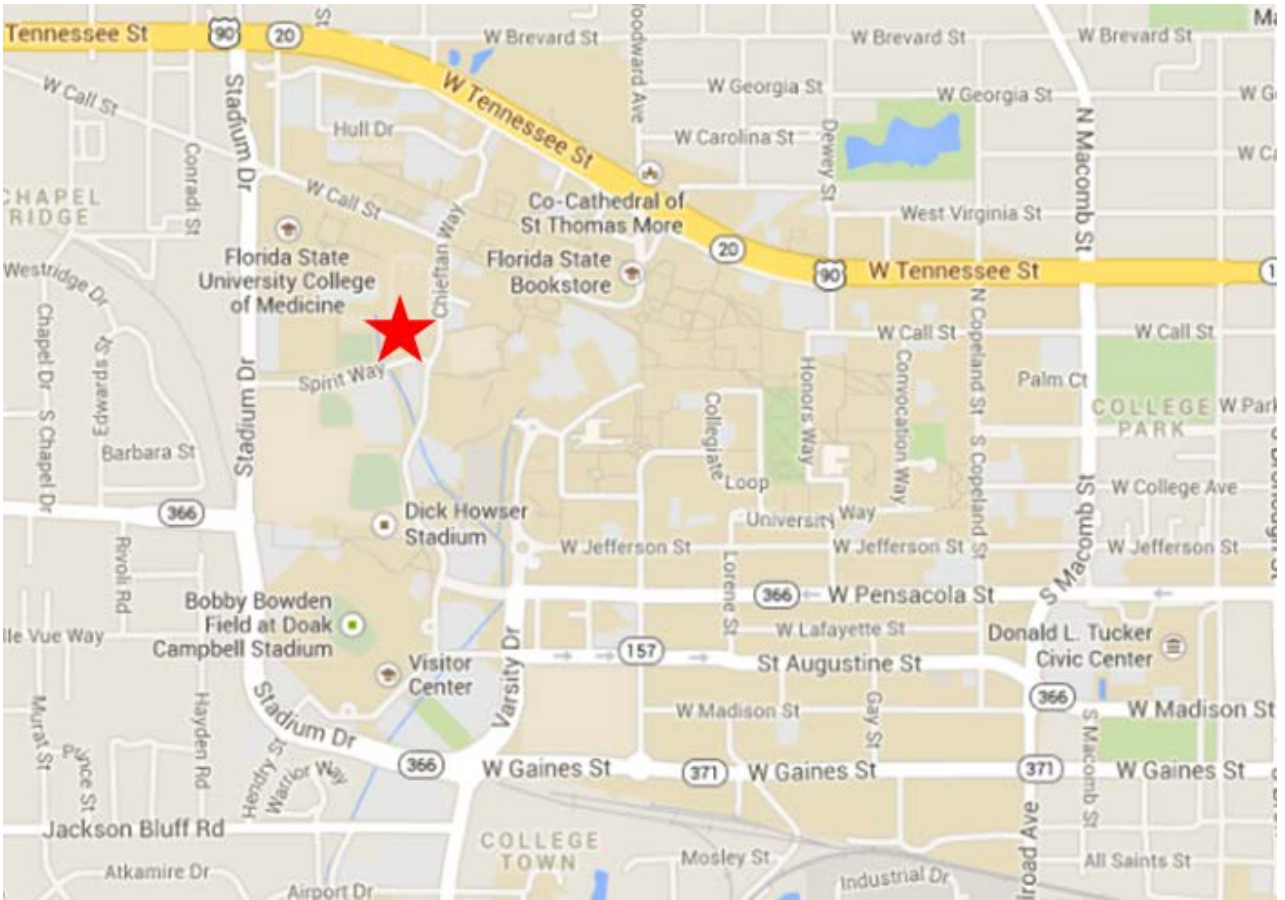 Tennessee St
90
20
St
W Brevard St
W Brevard St
W Brevard St
W Call St
Stadium Dr
Hull Dr
W Tennessee St
W Georgia St
W Georgia St
W Carolina St
Dewey St
N Macomb St
Conradi St
CHAPEL
RIDGE
W Call St
Co-Cathedral of
St Thomas More
West Virginia St
Florida State
University College
of Medicine
Chieftan Way
Florida State
Bookstore
20
90
W Tennessee St
Westridge Dr
Chapel Dr
S Chapel Dr
Edwards St
Barbara St
Spirit Way
Stadium Dr
W Call St
W Call St
N Copeland St
Honors Way
Convocation Way
Palm Ct
COLLEGE
PARK
W Park
Collegiate
Loop
S Copeland St
W College Ave
University Way
366
Dick Howser
Stadium
W Jefferson St
W Jefferson St
W Jefferson St
Rivoli Rd
Lorene St
366
W Pensacola St
S Macomb St
Bobby Bowden
Field at Doak
Campbell Stadium
lle Vue Way
W Lafayette St
Donald L. Tucker
Civic Center
Visitor
Center
Varsity Dr
157
St Augustine St
366
W Madison St
W Madison St
Murat St
Hayden Rd
Stadium Dr
Gay St
S Macomb St
Hendry St
Warrior Way
366
W Gaines St
371
W Gaines St
371
W Gaines St
Jackson Bluff Rd
COLLEGE
TOWN
Mosley St
All Saints St
Atkamire Dr
Airport Dr
Industrial Dr
lroad Ave